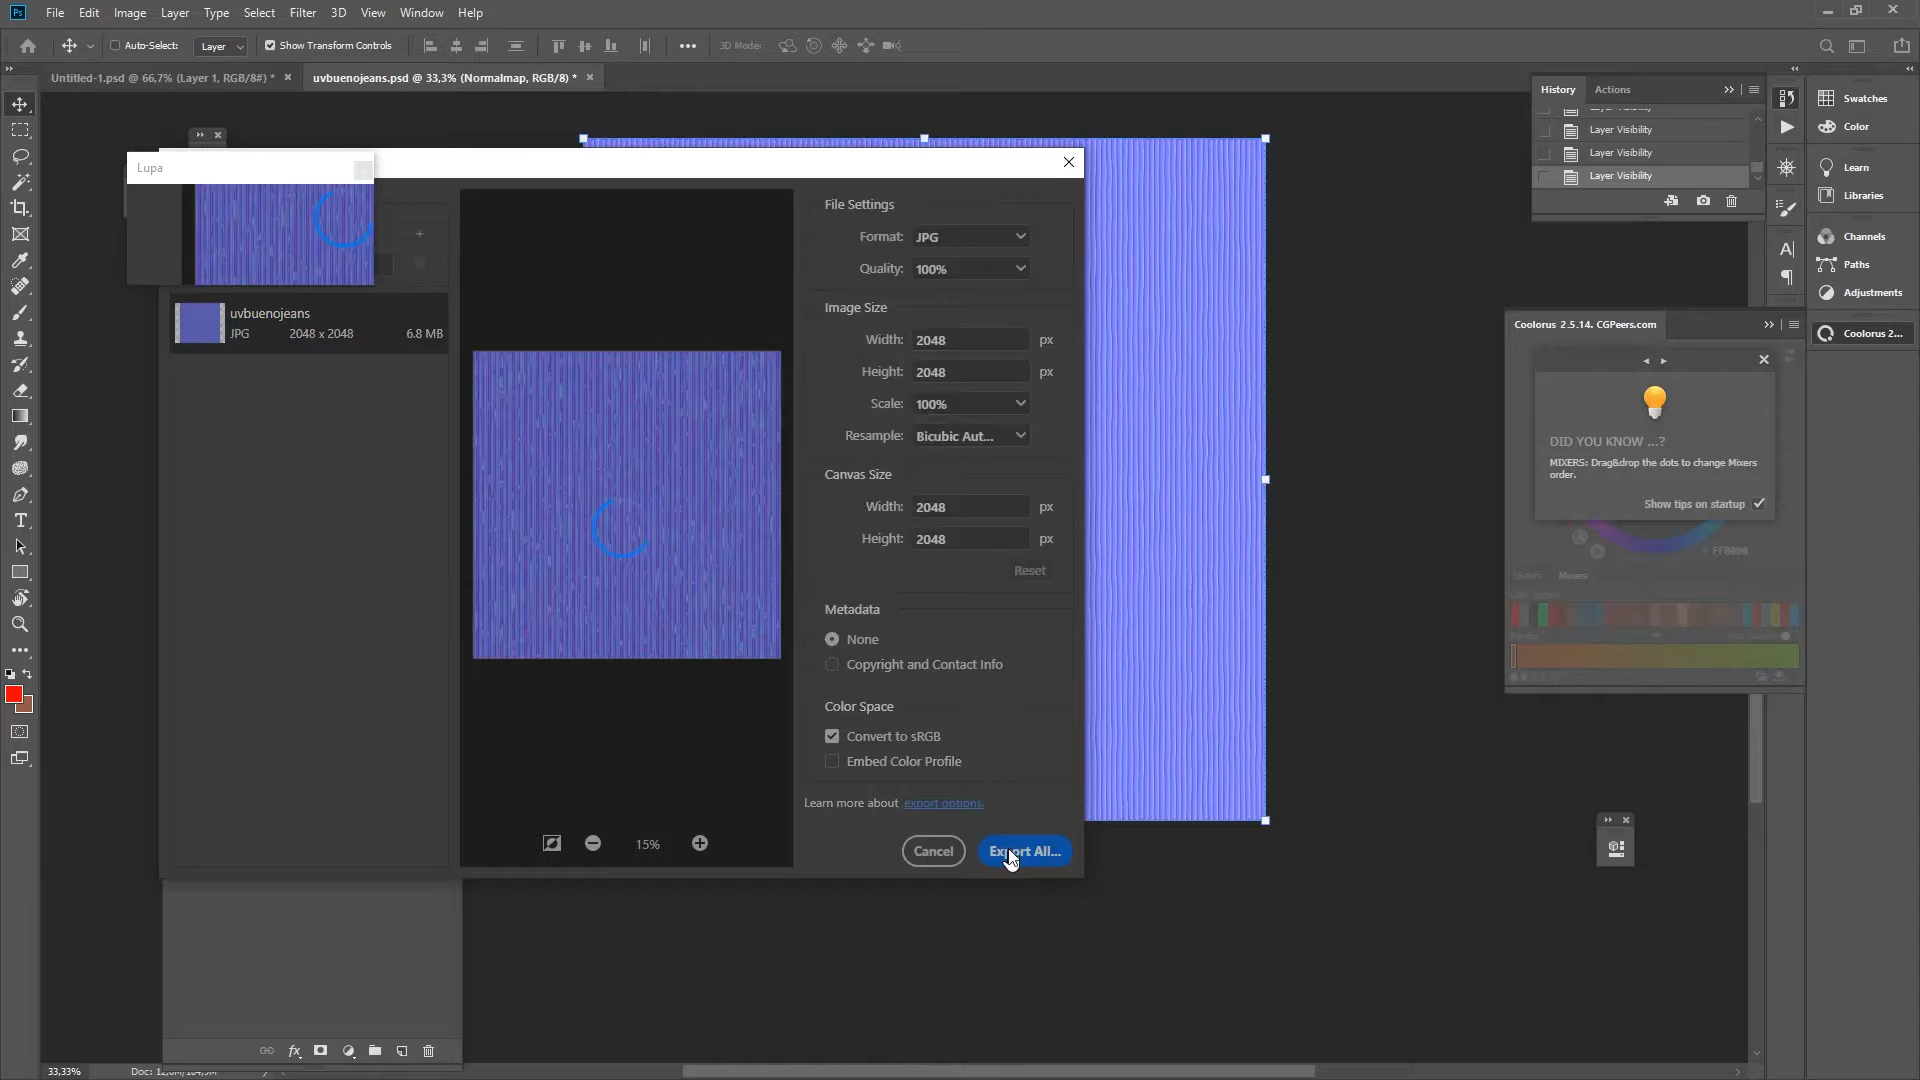 Ps File Edit Image Layer Type Select Filter 3D View Window Help
Auto-Select: Layer Show Transform Controls 3D Mode:
Untitled-1.psd @ 66,7% (Layer 1, RGB/8#) * uvbuenojeans.psd @ 33,3% (Normalmap, RGB/8) *
History Actions
Layer Visibility
Layer Visibility
Layer Visibility
Layer Visibility
Swatches
Color
Learn
Libraries
Channels
Paths
Adjustments
Coolorus 2...
Lupa
uvbuenojeans
JPG 2048 x 2048 6.8 MB
File Settings
Format: JPG
Quality: 100%
Image Size
Width: 2048 px
Height: 2048 px
Scale: 100%
Resample: Bicubic Aut...
Canvas Size
Width: 2048 px
Height: 2048 px
Reset
Metadata
None
Copyright and Contact Info
Color Space
Convert to sRGB
Embed Color Profile
Learn more about export options.
15%
Cancel Export All...
Coolorus 2.5.14. CGPeers.com
DID YOU KNOW ...?
MIXERS: Drag&drop the dots to change Mixers
order.
Show tips on startup
FF0000
Sliders Mixers
fx
33,33% Doc: